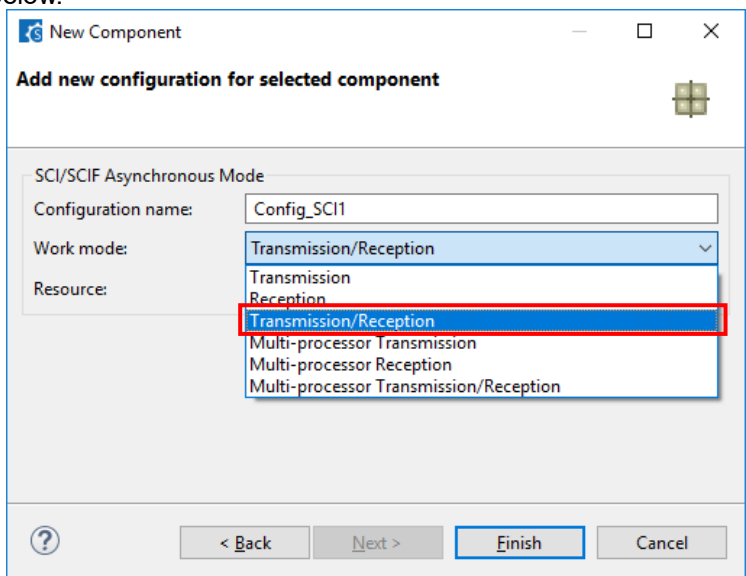 below.
New Component
Add new configuration for selected component
SCI/SCIF Asynchronous Mode
Configuration name: Config_SCI1
Work mode: Transmission/Reception
Resource:
Transmission
Reception
Transmission/Reception
Multi-processor Transmission
Multi-processor Reception
Multi-processor Transmission/Reception
? < Back Next > Finish Cancel